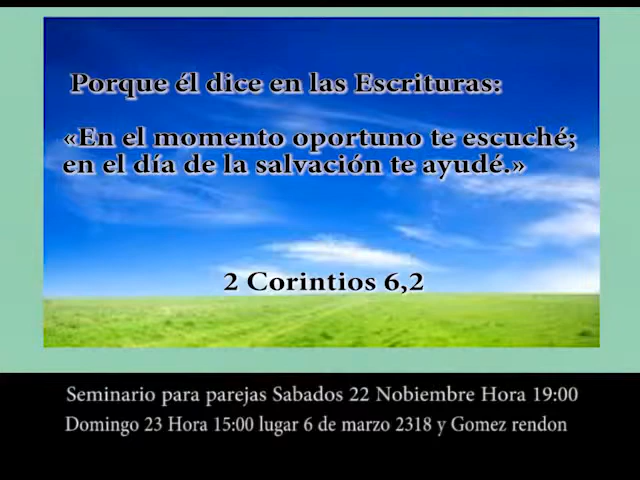 Porque él dice en las Escrituras:
«En el momento oportuno te escuché;
en el día de la salvación te ayudé.»
2 Corintios 6,2
Seminario para parejas Sabados 22 Nobiembre Hora 19:00
Domingo 23 Hora 15:00 lugar 6 de marzo 2318 y Gomez rendon